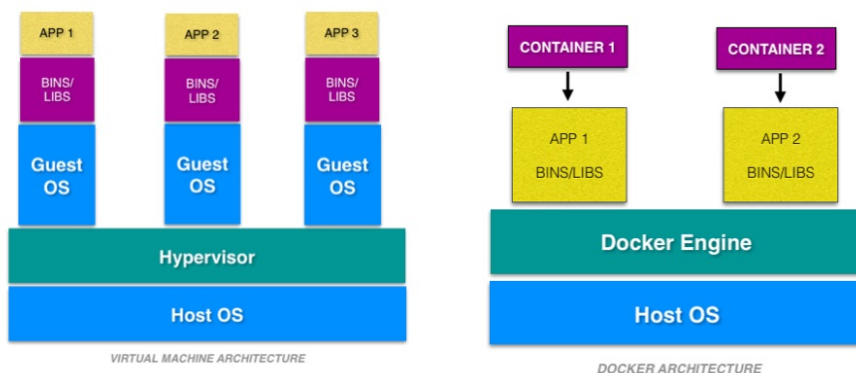 APP 1
BINS/
LIBS
Guest
OS
APP 2
BINS/
LIBS
Guest
OS
APP 3
BINS/
LIBS
Guest
OS
Hypervisor
Host OS
VIRTUAL MACHINE ARCHITECTURE
CONTAINER 1
APP 1
BINS/LIBS
CONTAINER 2
APP 2
BINS/LIBS
Docker Engine
Host OS
DOCKER ARCHITECTURE